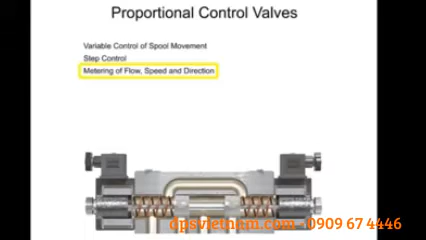 Proportional Control Valves
Variable Control of Spool Movement
Step Control
Metering of Flow, Speed and Direction
dpsvietnam.com - 0909 67 4446